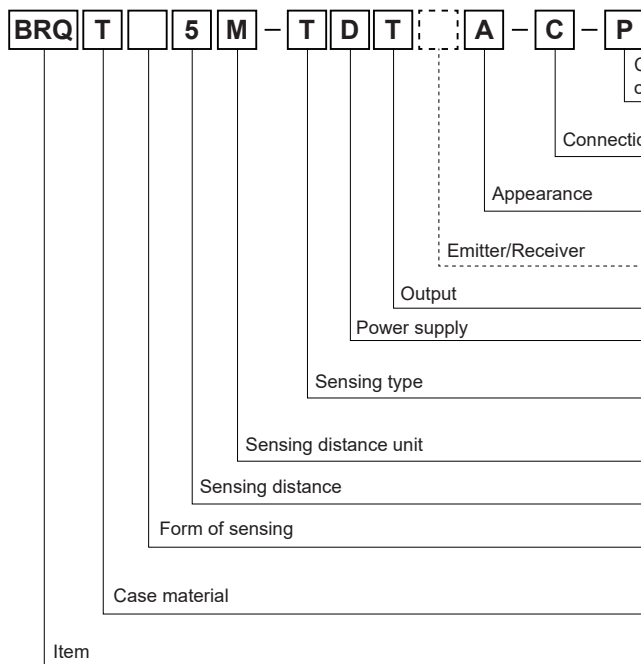 BRQ T 5 M – T D T A – C – P
Appearance
Emitter/Receiver
Output
Power supply
Sensing type
Sensing distance unit
Sensing distance
Form of sensing
Case material
Item